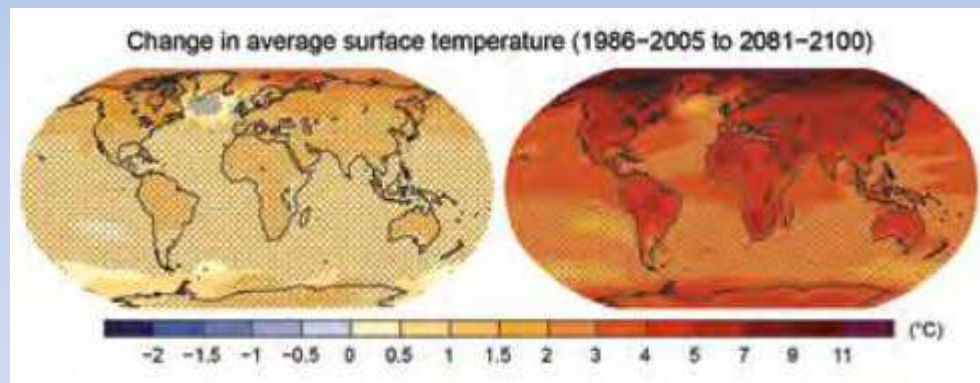 Change in average surface temperature (1986−2005 to 2081−2100)
(°C)
−2 −1.5 −1 −0.5 0 0.5 1 1.5 2 3 4 5 7 9 11